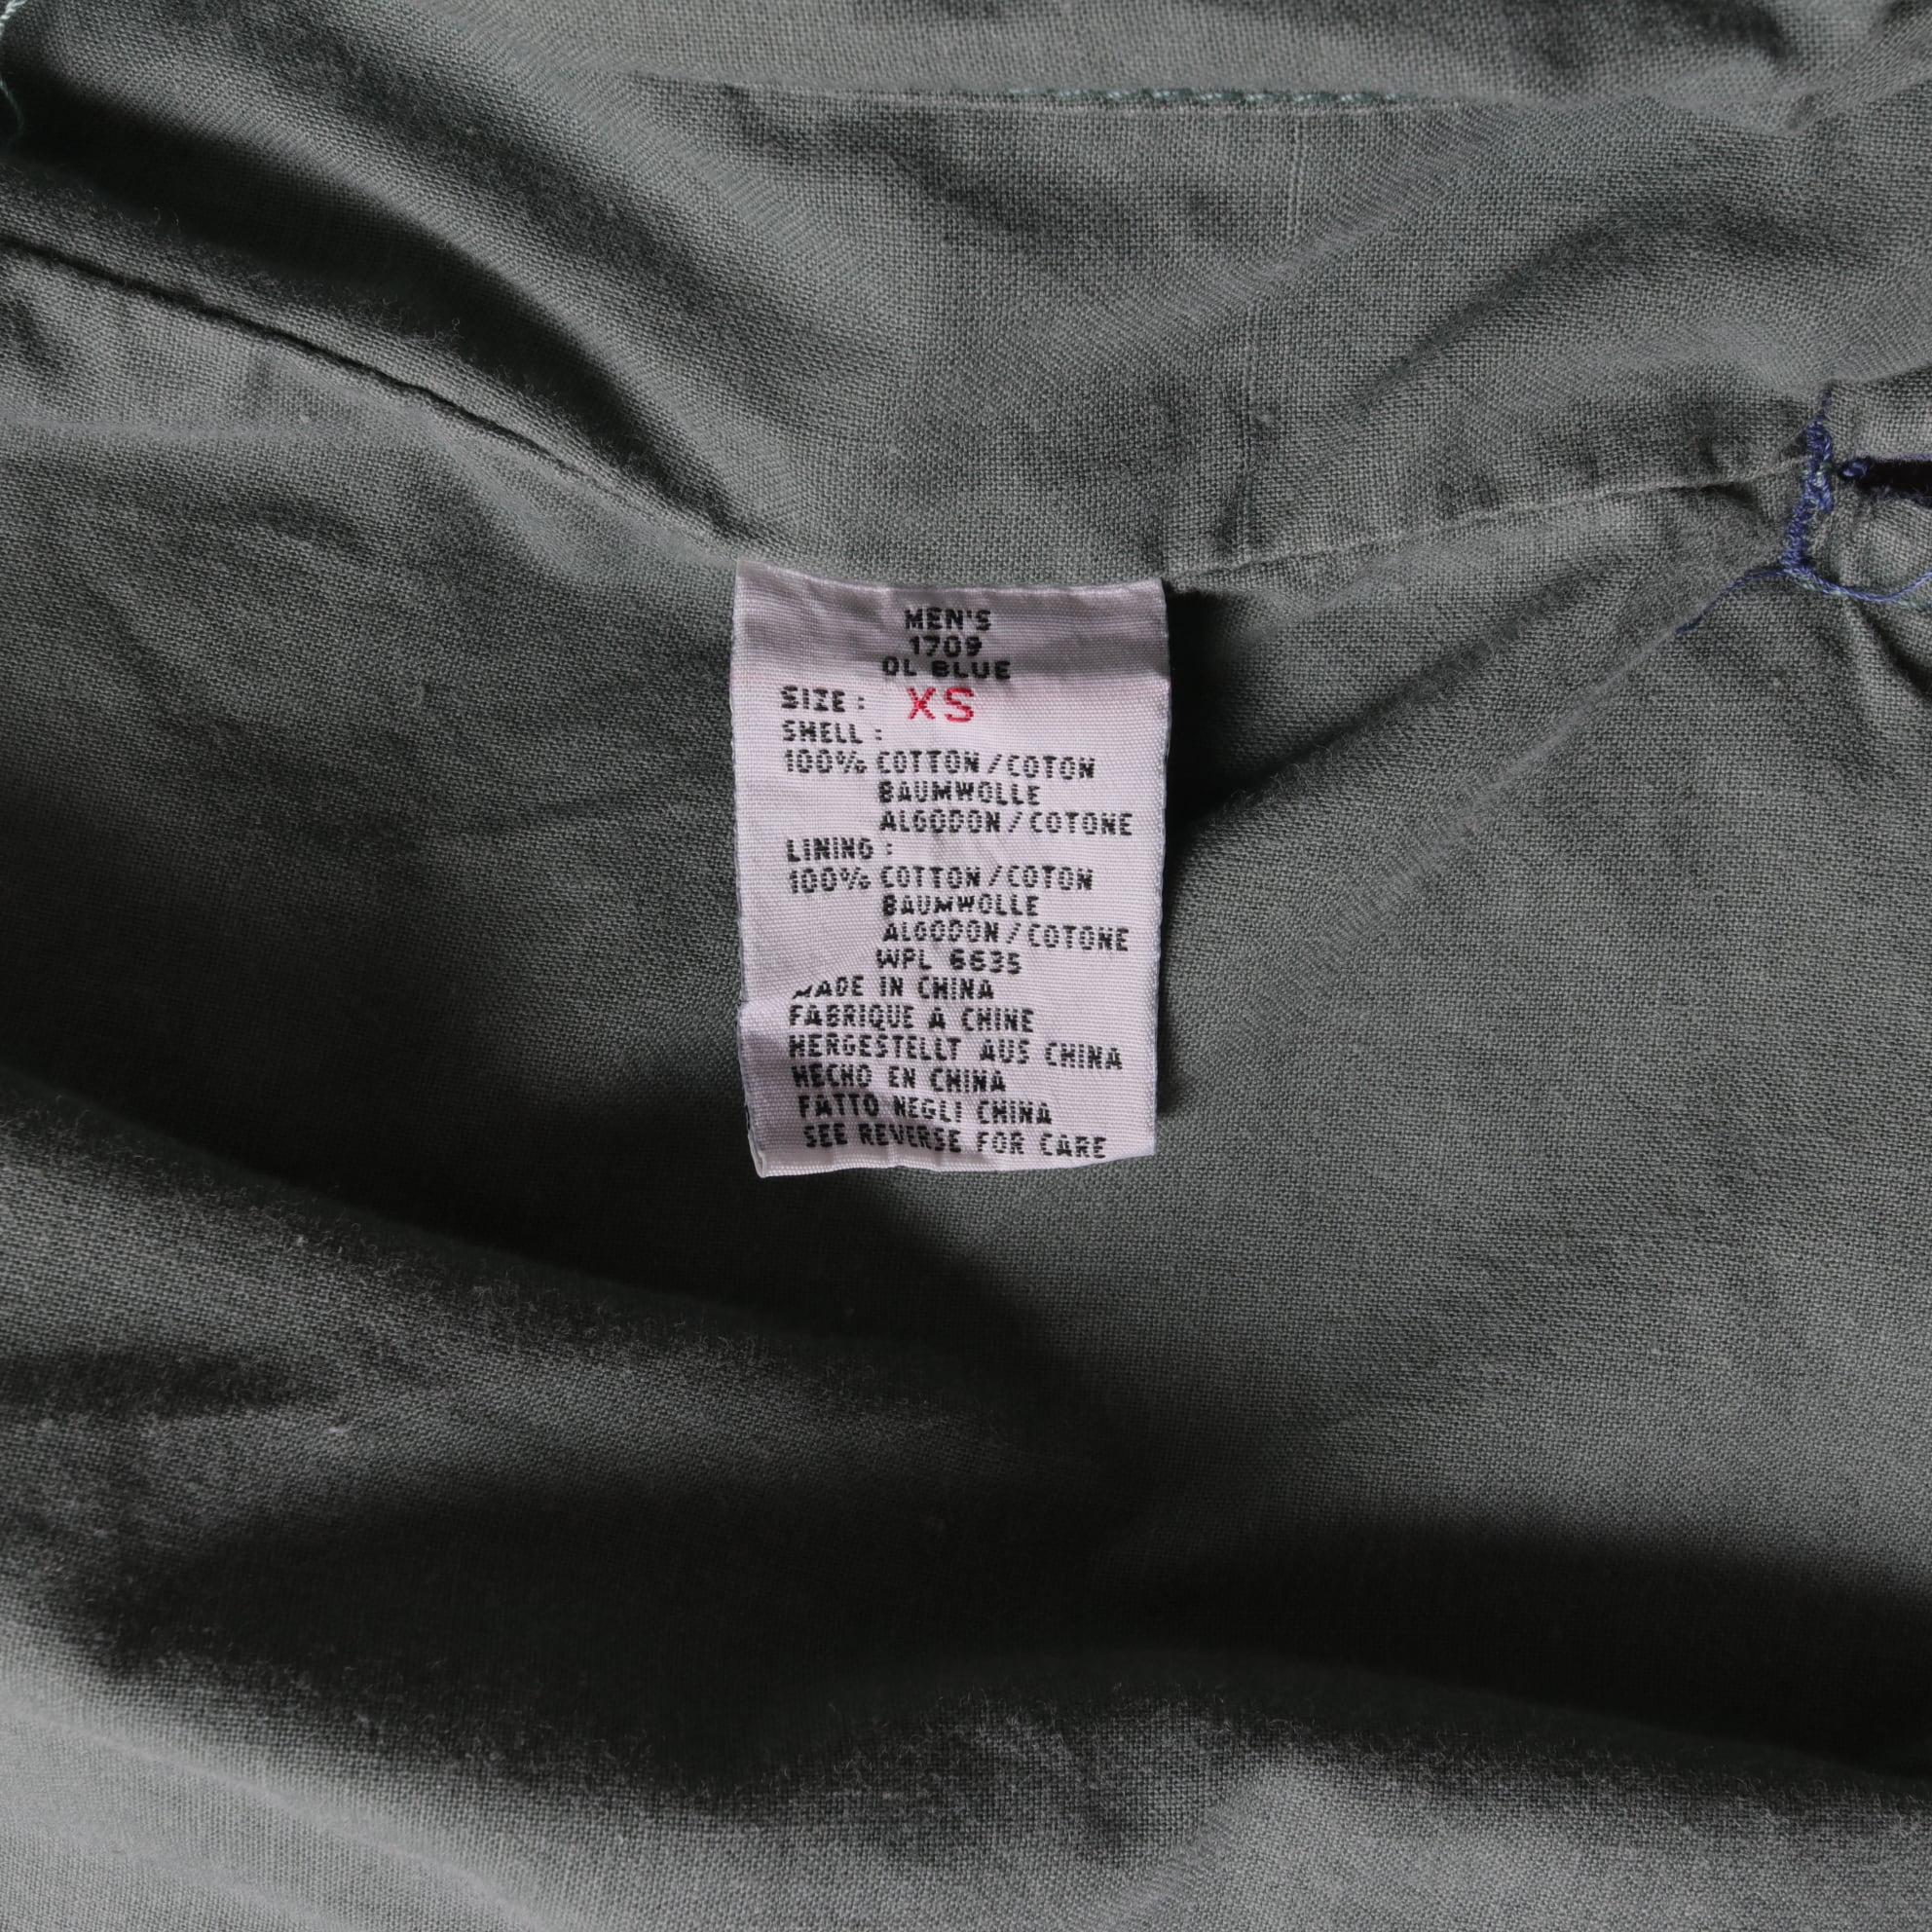 MEN'S
1709
OL BLUE
SIZE: XS
SHELL:
100% COTTON/COTON
BAUMWOLLE
ALGODON/COTONE
LINING:
100% COTTON/COTON
BAUMWOLLE
ALGODON/COTONE
WPL 6635
MADE IN CHINA
FABRIQUE A CHINE
HERGESTELLT AUS CHINA
HECHO EN CHINA
FATTO NEGLI CHINA
SEE REVERSE FOR CARE